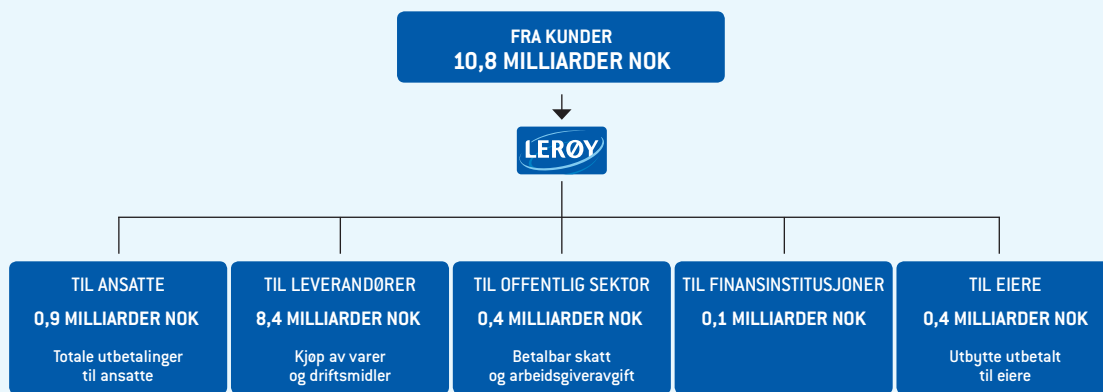 FRA KUNDER
10,8 MILLIARDER NOK
LERØY
TIL ANSATTE
0,9 MILLIARDER NOK
Totale utbetalinger
til ansatte
TIL LEVERANDØRER
8,4 MILLIARDER NOK
Kjøp av varer
og driftsmidler
TIL OFFENTLIG SEKTOR
0,4 MILLIARDER NOK
Betalbar skatt
og arbeidsgiveravgift
TIL FINANSINSTITUSJONER
0,1 MILLIARDER NOK
TIL EIERE
0,4 MILLIARDER NOK
Utbytte utbetalt
til eiere